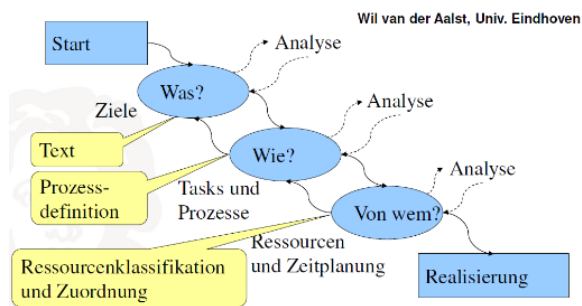 Wil van der Aalst, Univ. Eindhoven
Start
Analyse
Was?
Ziele
Analyse
Text
Wie?
Prozess-
definition
Tasks und
Prozesse
Analyse
Von wem?
Ressourcen
und Zeitplanung
Ressourcenklassifikation
und Zuordnung
Realisierung